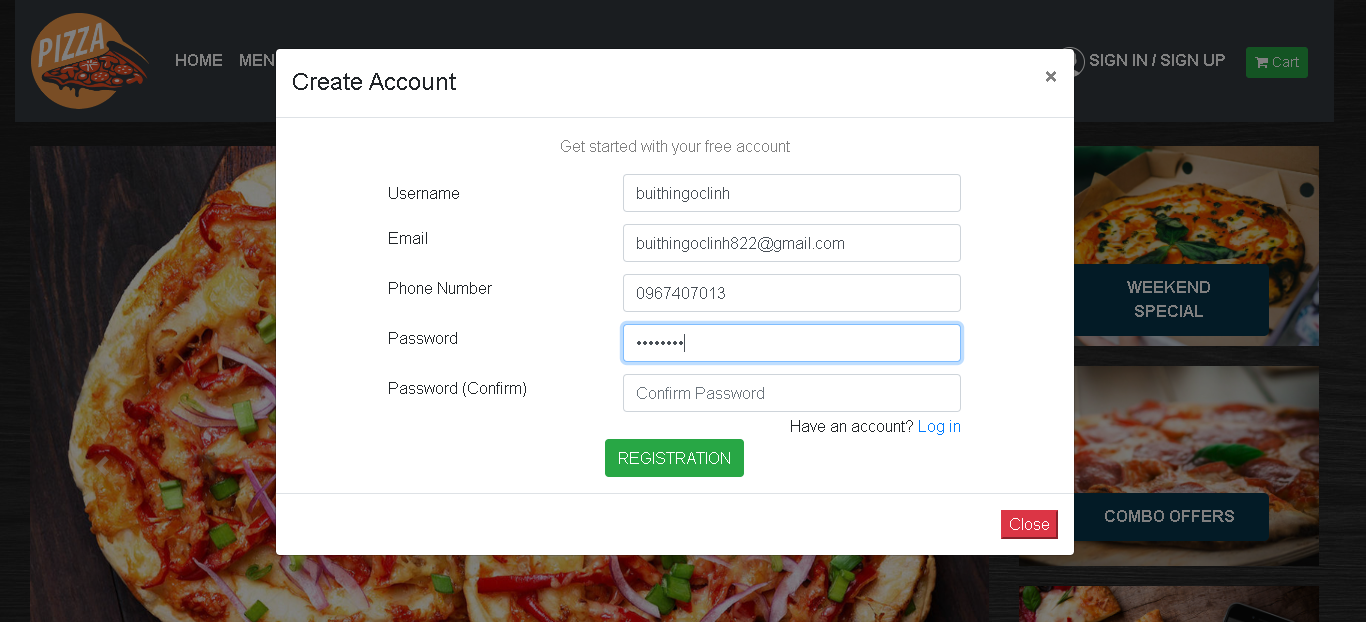 PIZZA
HOME MEN
SIGN IN / SIGN UP
Cart
Create Account
×
Get started with your free account
Username
buithingoclinh
Email
buithingoclinh822@gmail.com
Phone Number
0967407013
Password
••••••••
Password (Confirm)
Confirm Password
Have an account? Log in
REGISTRATION
Close
WEEKEND
SPECIAL
COMBO OFFERS